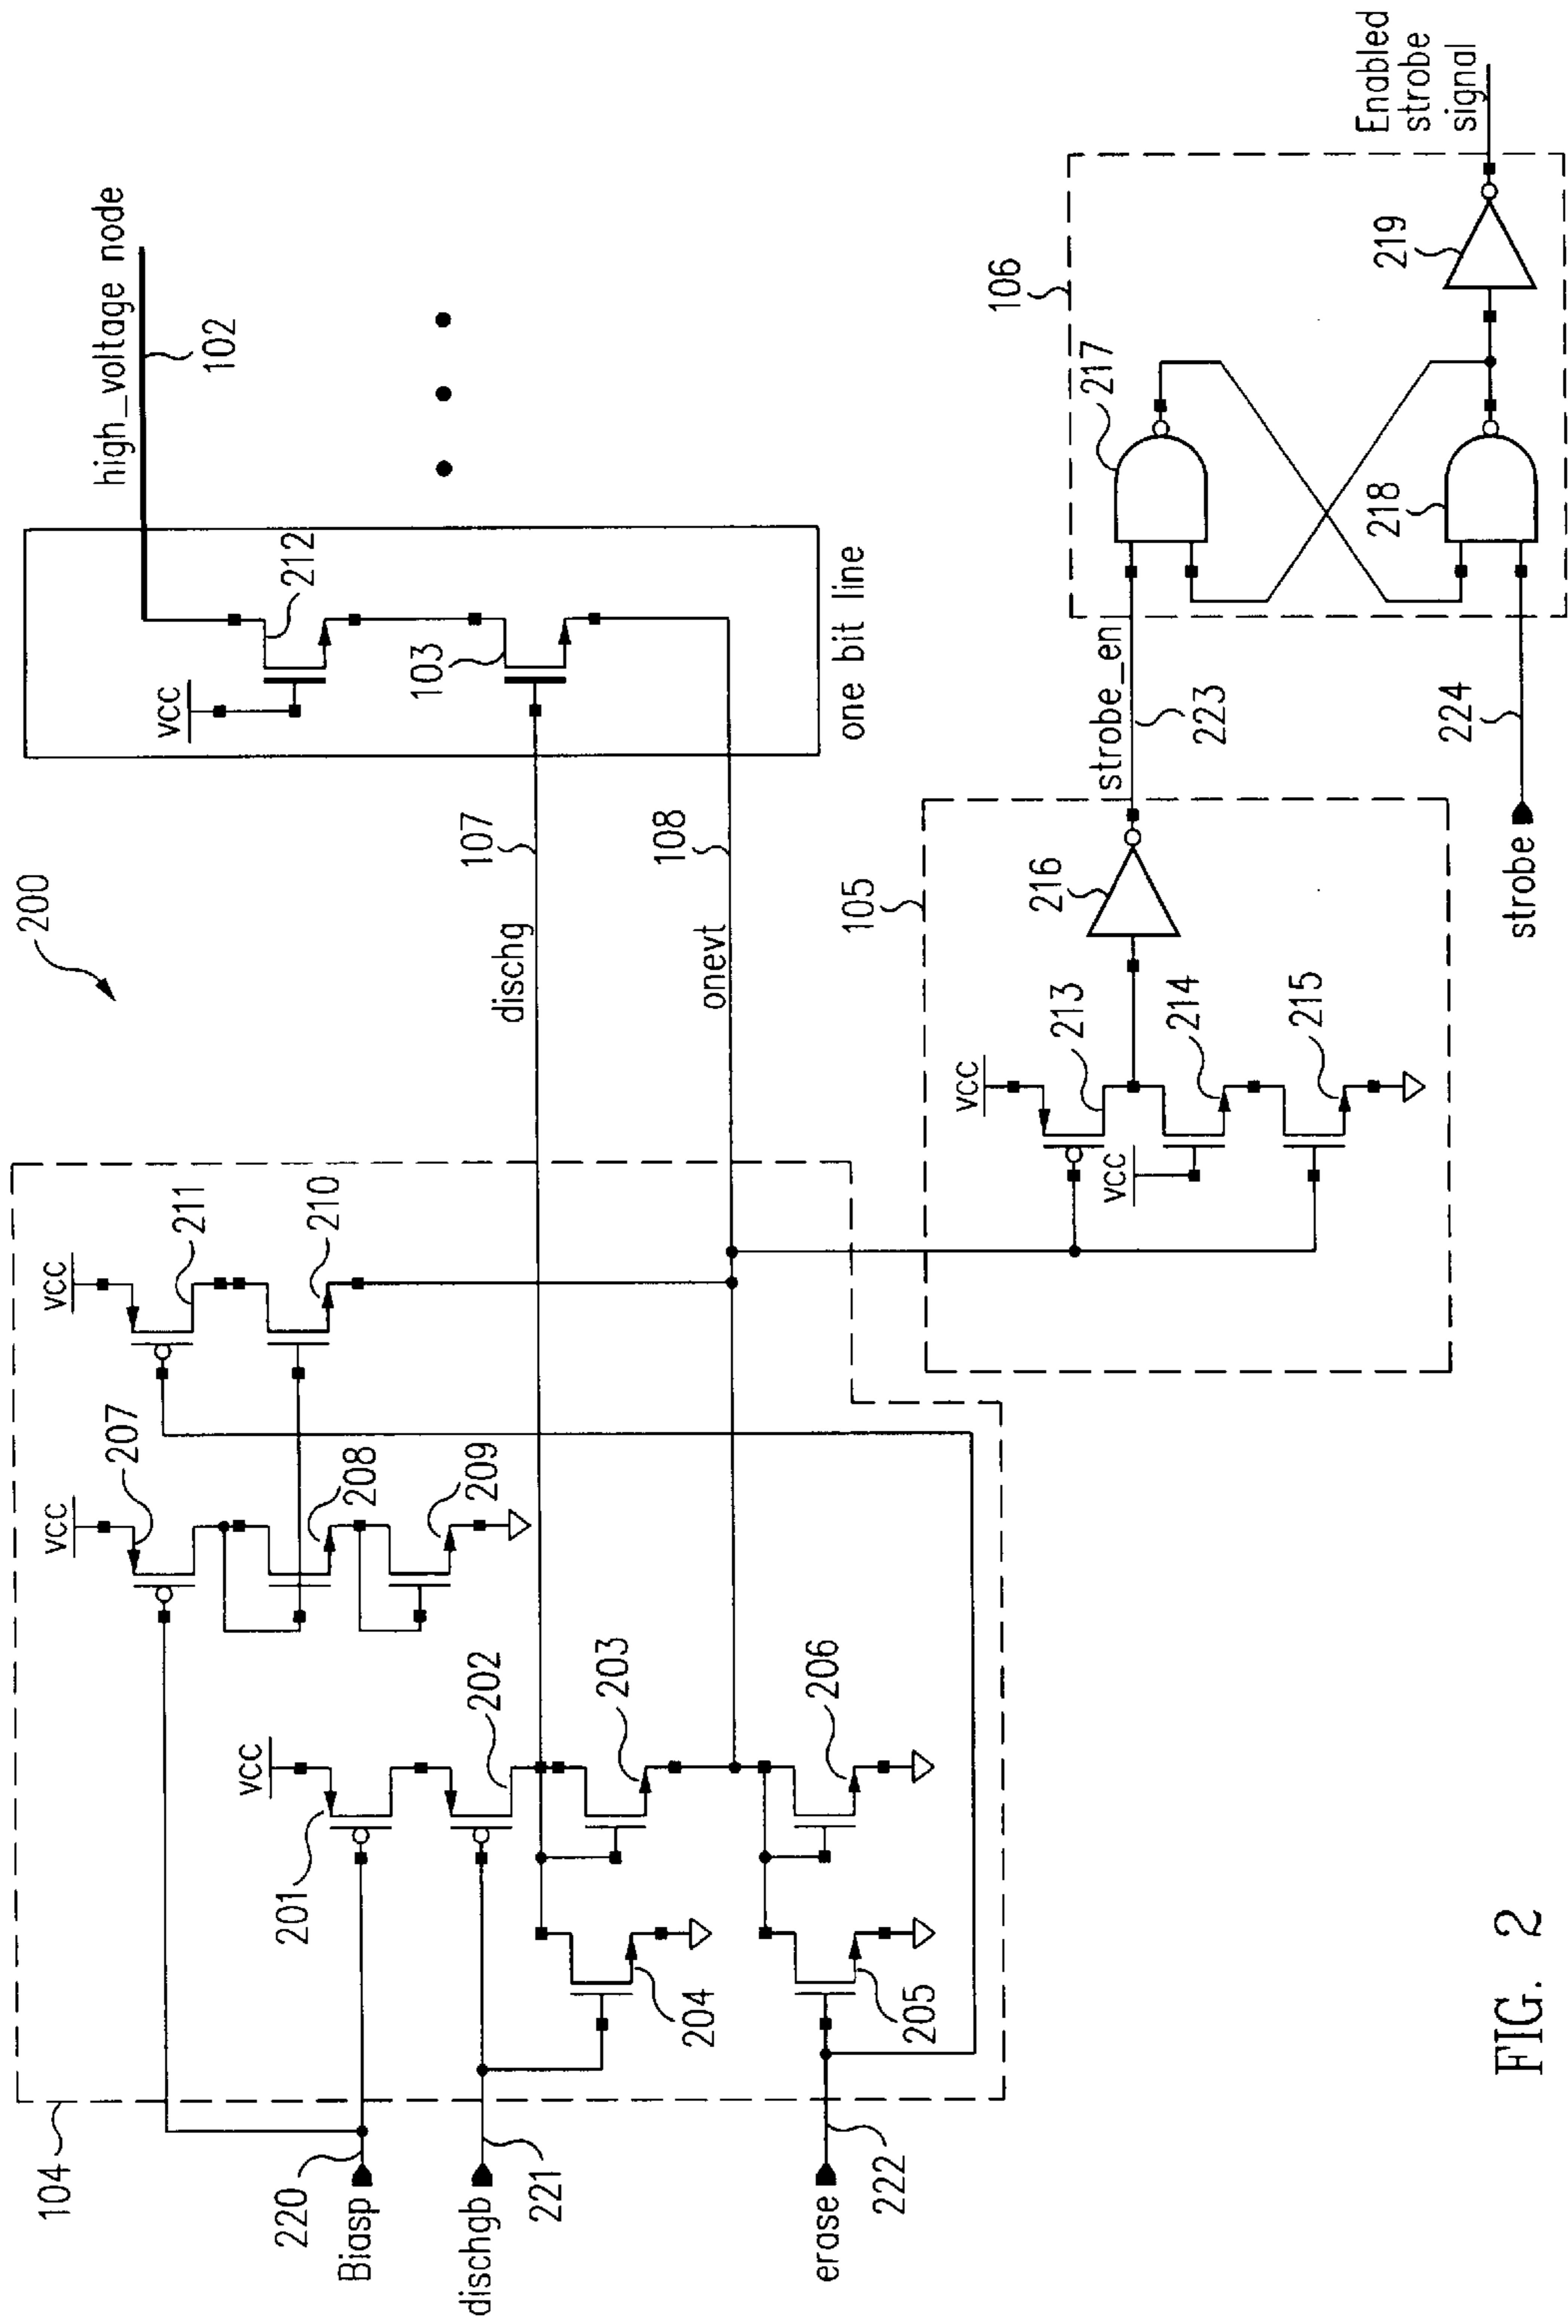 200
high_voltage node
102
212
vcc
103
one bit line
107
dischg
108
onevt
104
vcc
207
208
209
vcc
211
210
vcc
201
202
203
204
205
206
220
Biasp
221
dischgb
222
erase
105
vcc
213
vcc
214
215
216
strobe_en
223
224
strobe
106
217
218
219
Enabled
strobe
signal
FIG. 2